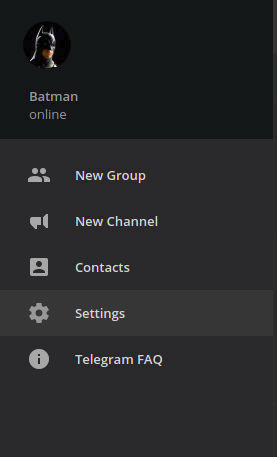 Batman
online
New Group
New Channel
Contacts
Settings
Telegram FAQ